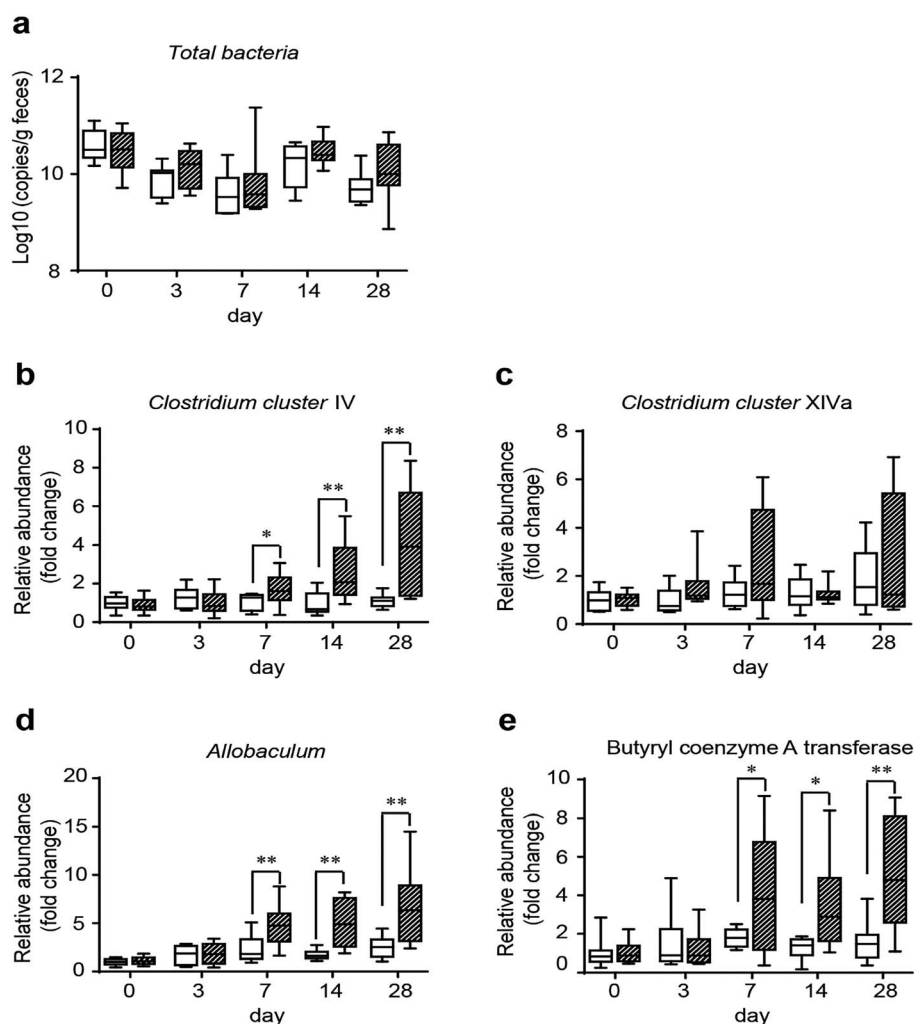 a
Total bacteria
Log10 (copies/g feces)
12
10
8
0 3 7 14 28
day
b
Clostridium cluster IV
Relative abundance
(fold change)
10
8
6
4
2
0
* ** **
0 3 7 14 28
day
c
Clostridium cluster XIVa
Relative abundance
(fold change)
8
6
4
2
0
0 3 7 14 28
day
d
Allobaculum
Relative abundance
(fold change)
20
15
10
5
0
** ** **
0 3 7 14 28
day
e
Butyryl coenzyme A transferase
Relative abundance
(fold change)
10
8
6
4
2
0
* * **
0 3 7 14 28
day